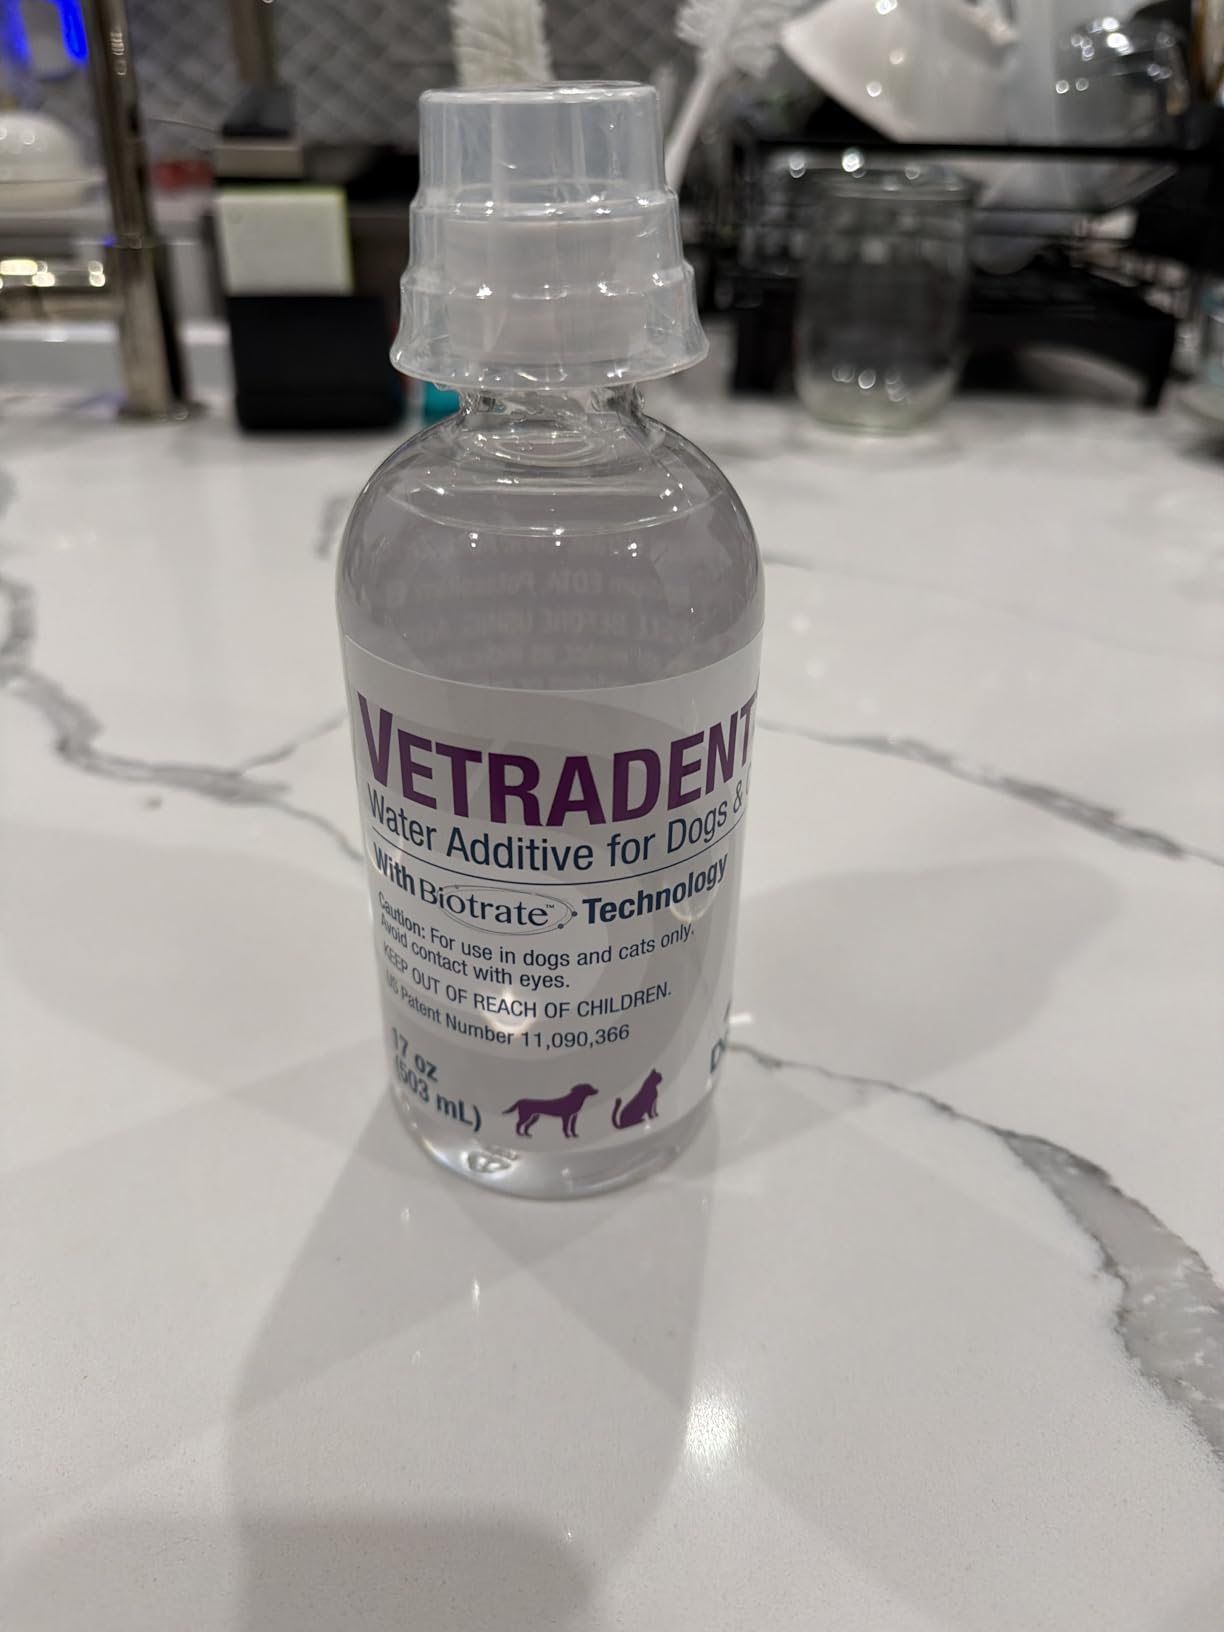 VETRADENT
Water Additive for Dogs &
With Biotrate™ Technology
Caution: For use in dogs and cats only.
Avoid contact with eyes.
KEEP OUT OF REACH OF CHILDREN.
US Patent Number 11,090,366
17 oz
(503 mL)